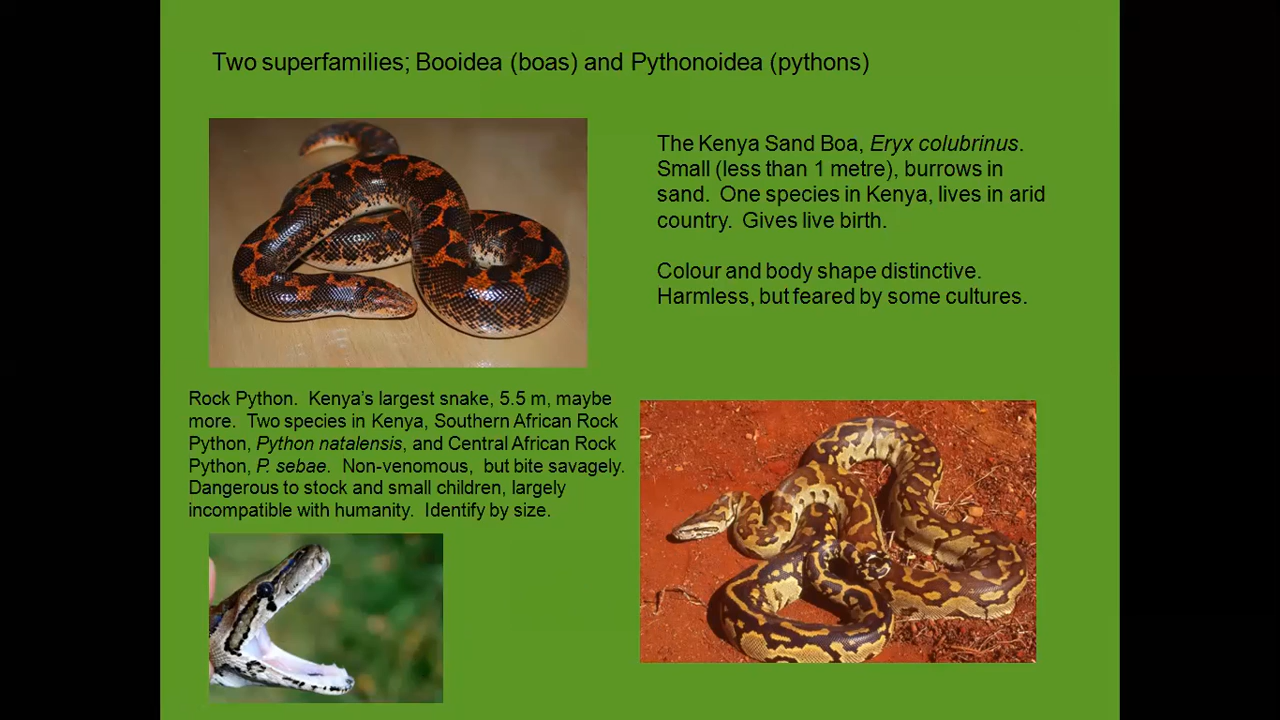 Two superfamilies; Booidea (boas) and Pythonoidea (pythons)
The Kenya Sand Boa, Eryx colubrinus.
Small (less than 1 metre), burrows in
sand. One species in Kenya, lives in arid
country. Gives live birth.
Colour and body shape distinctive.
Harmless, but feared by some cultures.
Rock Python. Kenya's largest snake, 5.5 m, maybe
more. Two species in Kenya, Southern African Rock
Python, Python natalensis, and Central African Rock
Python, P. sebae. Non-venomous, but bite savagely.
Dangerous to stock and small children, largely
incompatible with humanity. Identify by size.